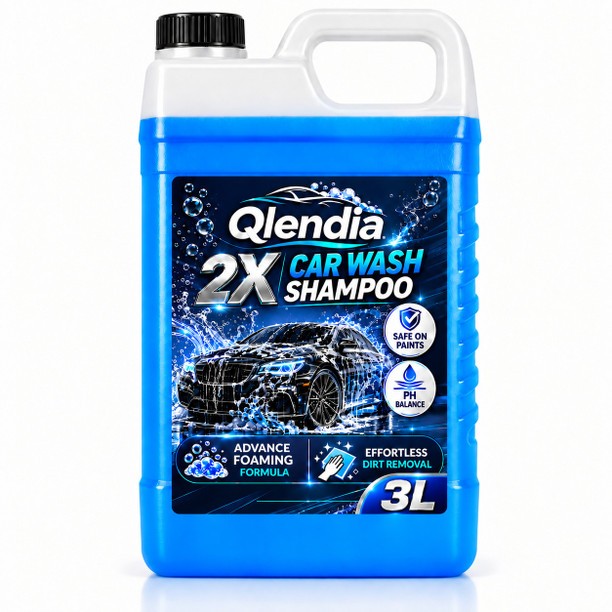 Qlendia
2X
CAR WASH
SHAMPOO
SAFE ON
PAINTS
PH
BALANCE
ADVANCE
FOAMING
FORMULA
EFFORTLESS
DIRT REMOVAL
3L